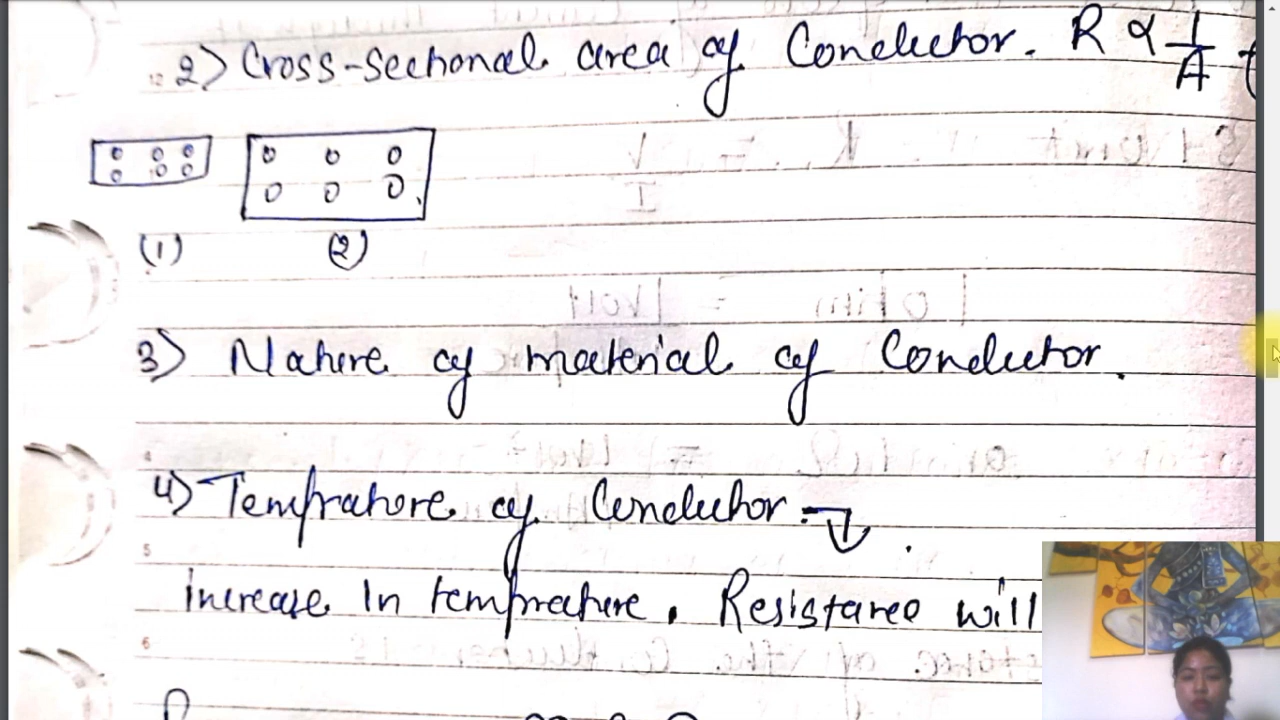 2) Cross-sectional area of Conductor. R ∝ 1/A (
(1) (2)
3) Nature of material of Conductor.
4) Temprature of Conductor :-
increase In temprature. Resistance will